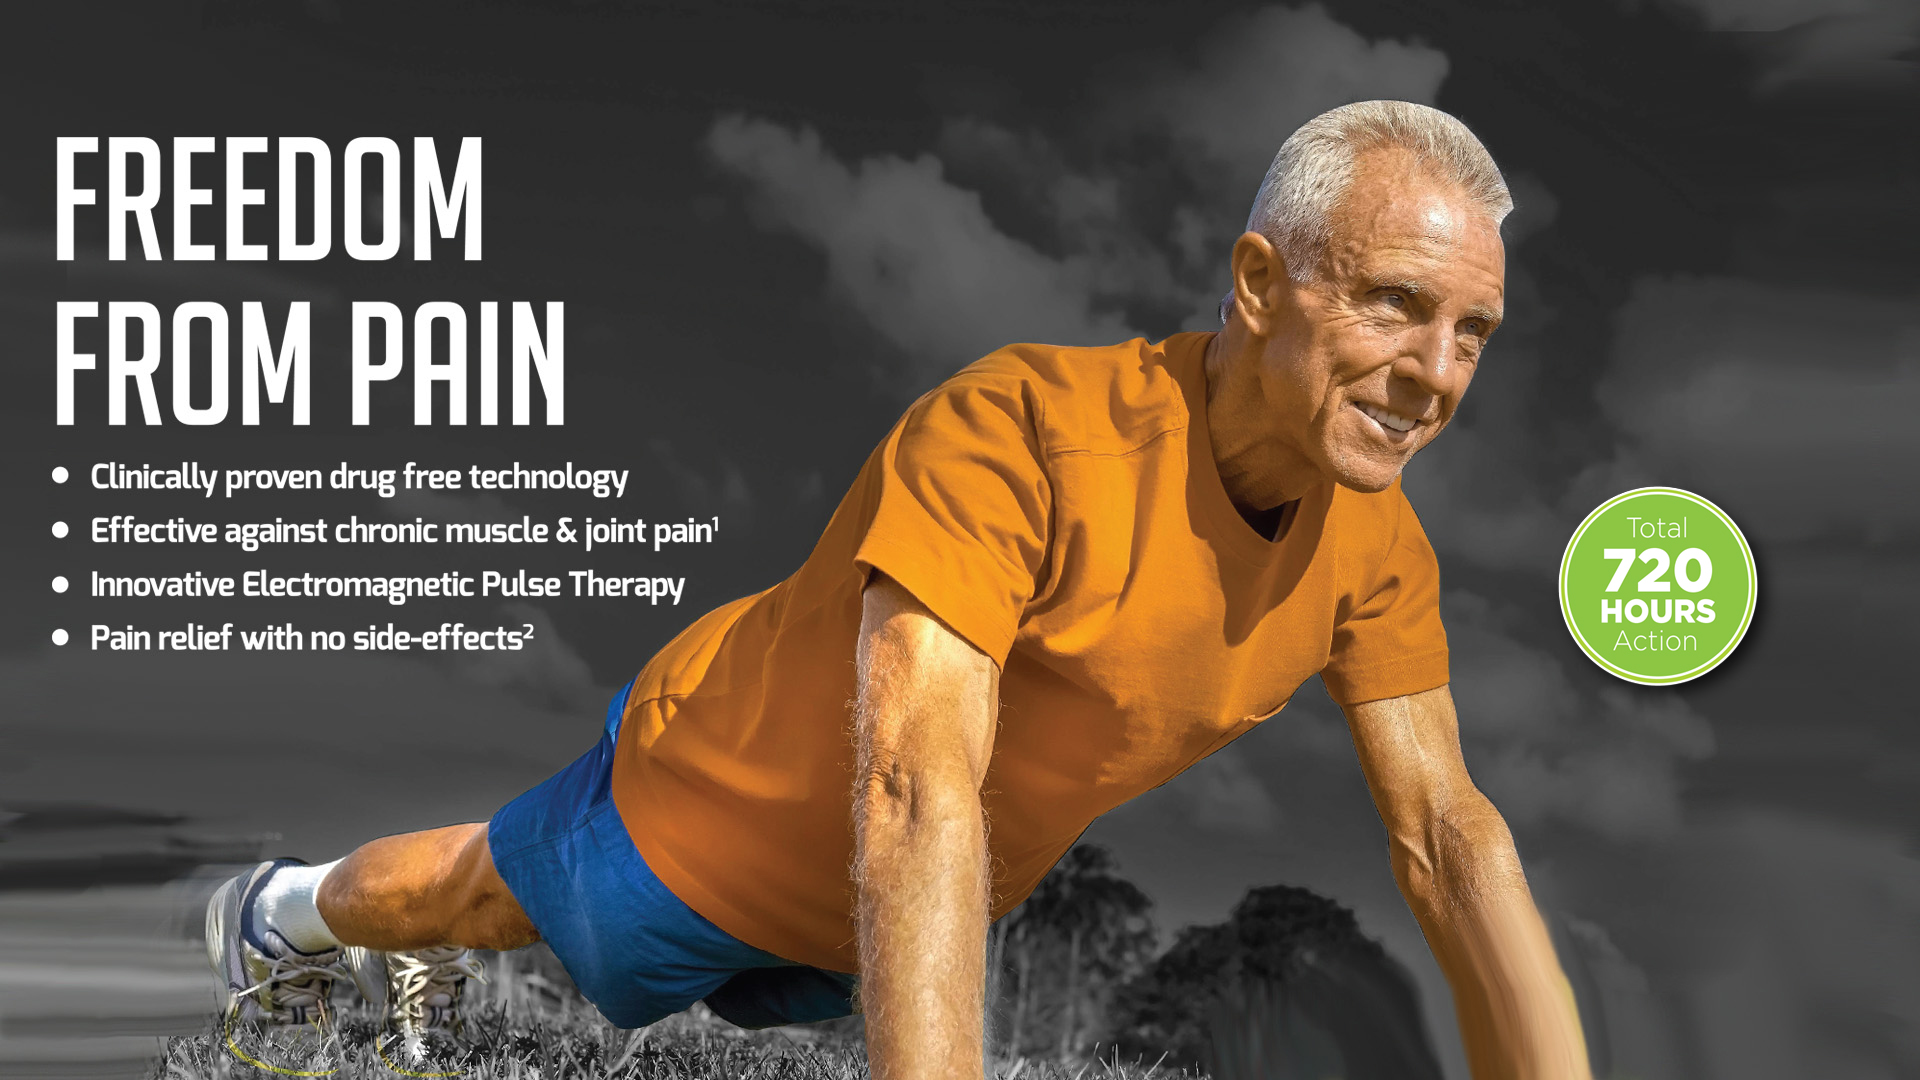 FREEDOM
FROM PAIN
• Clinically proven drug free technology
• Effective against chronic muscle & joint pain¹
• Innovative Electromagnetic Pulse Therapy
• Pain relief with no side-effects²
Total
720
HOURS
Action